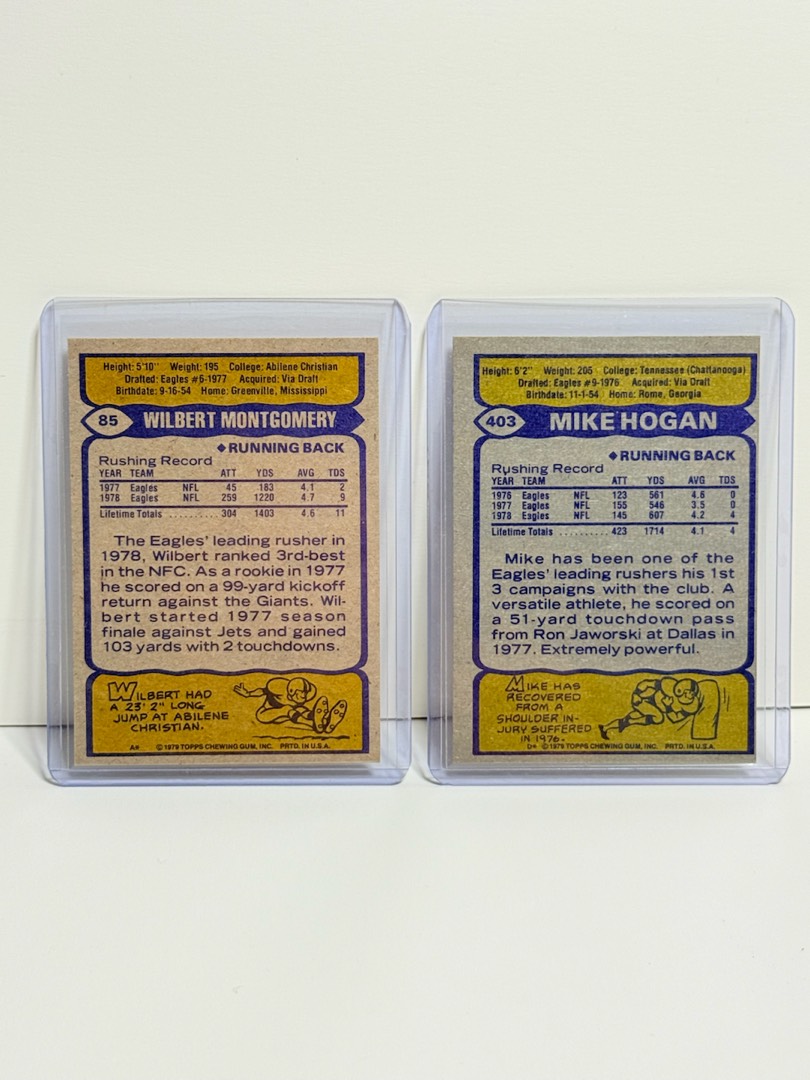 Height: 5'10" Weight: 195 College: Abilene Christian
Drafted: Eagles #6-1977 Acquired: Via Draft
Birthdate: 9-16-54 Home: Greenville, Mississippi
85 WILBERT MONTGOMERY
◆RUNNING BACK
Rushing Record
YEAR TEAM ATT YDS AVG TDS
1977 Eagles NFL 45 183 4.1 2
1978 Eagles NFL 259 1220 4.7 9
Lifetime Totals .......... 304 1403 4.6 11
The Eagles' leading rusher in
1978, Wilbert ranked 3rd-best
in the NFC. As a rookie in 1977
he scored on a 99-yard kickoff
return against the Giants. Wil-
bert started 1977 season
finale against Jets and gained
103 yards with 2 touchdowns.
WILBERT HAD
A 23' 2" LONG
JUMP AT ABILENE
CHRISTIAN.
A* © 1979 TOPPS CHEWING GUM, INC. PRTD. IN U.S.A.
Height: 6'2" Weight: 205 College: Tennessee (Chattanooga)
Drafted: Eagles #9-1976 Acquired: Via Draft
Birthdate: 11-1-54 Home: Rome, Georgia
403 MIKE HOGAN
◆RUNNING BACK
Rushing Record
YEAR TEAM ATT YDS AVG TDS
1976 Eagles NFL 123 561 4.6 0
1977 Eagles NFL 155 546 3.5 0
1978 Eagles NFL 145 607 4.2 4
Lifetime Totals .......... 423 1714 4.1 4
Mike has been one of the
Eagles' leading rushers his 1st
3 campaigns with the club. A
versatile athlete, he scored on
a 51-yard touchdown pass
from Ron Jaworski at Dallas in
1977. Extremely powerful.
MIKE HAS
RECOVERED
FROM A
SHOULDER IN-
JURY SUFFERED
IN 1976.
D* © 1979 TOPPS CHEWING GUM, INC. PRTD. IN U.S.A.